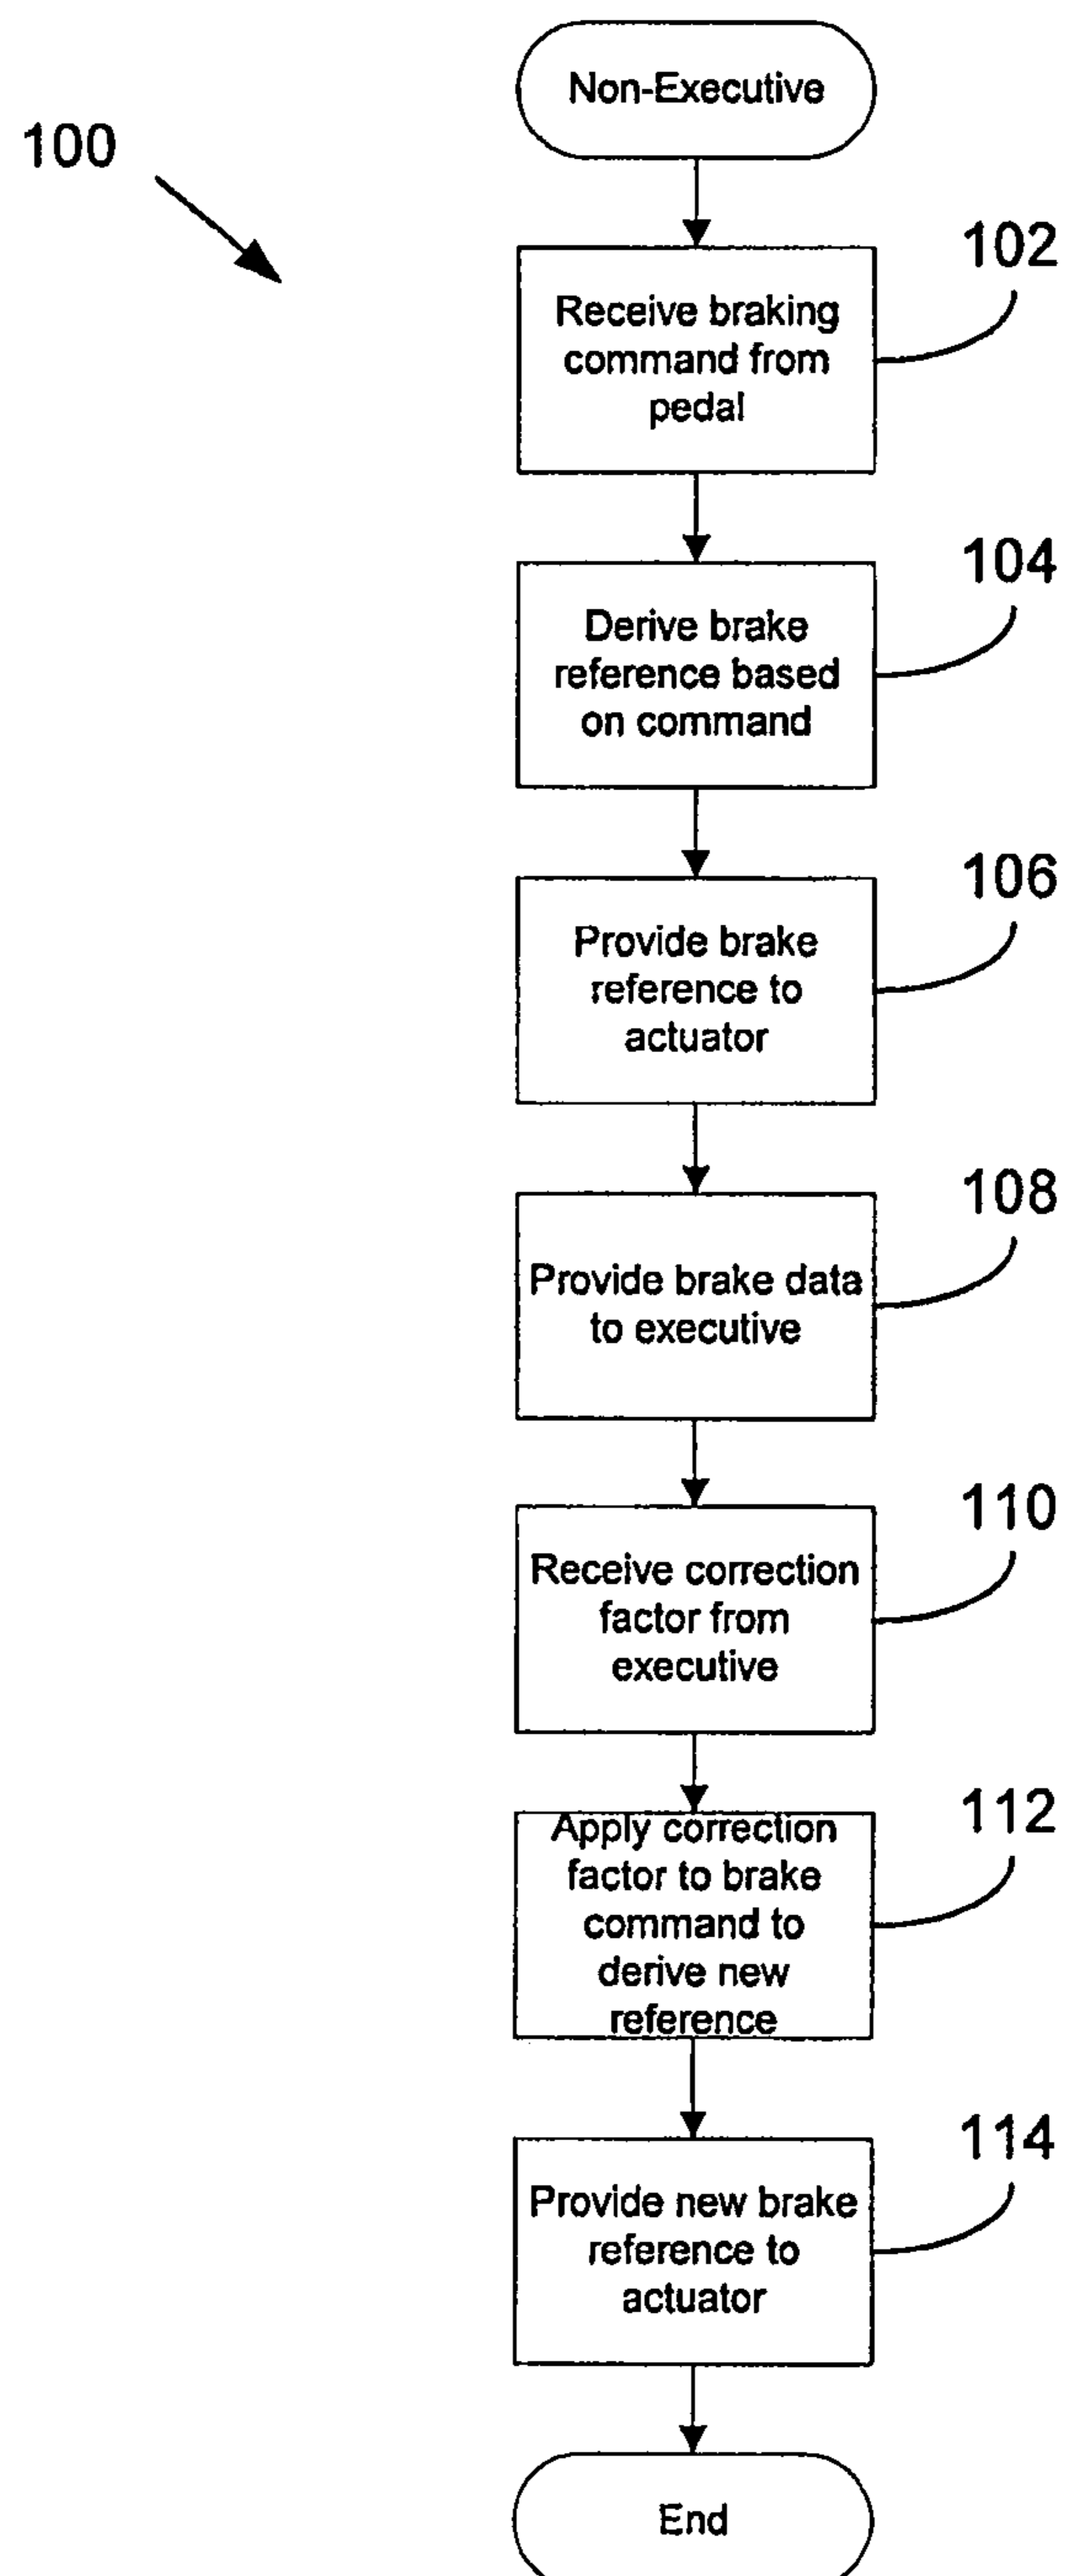 Non-Executive
100
102
Receive braking
command from
pedal
104
Derive brake
reference based
on command
106
Provide brake
reference to
actuator
108
Provide brake data
to executive
110
Receive correction
factor from
executive
112
Apply correction
factor to brake
command to
derive new
reference
114
Provide new brake
reference to
actuator
End